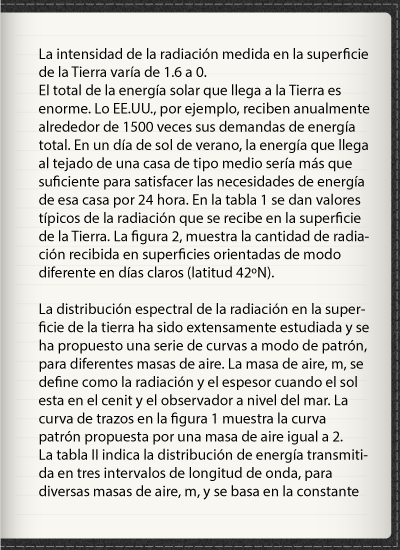 La intensidad de la radiación medida en la superficie
de la Tierra varía de 1.6 a 0.
El total de la energía solar que llega a la Tierra es
enorme. Lo EE.UU., por ejemplo, reciben anualmente
alrededor de 1500 veces sus demandas de energía
total. En un día de sol de verano, la energía que llega
al tejado de una casa de tipo medio sería más que
suficiente para satisfacer las necesidades de energía
de esa casa por 24 hora. En la tabla 1 se dan valores
típicos de la radiación que se recibe en la superficie
de la Tierra. La figura 2, muestra la cantidad de radia-
ción recibida en superficies orientadas de modo
diferente en días claros (latitud 42ºN).

La distribución espectral de la radiación en la super-
ficie de la tierra ha sido extensamente estudiada y se
ha propuesto una serie de curvas a modo de patrón,
para diferentes masas de aire. La masa de aire, m, se
define como la radiación y el espesor cuando el sol
esta en el cenit y el observador a nivel del mar. La
curva de trazos en la figura 1 muestra la curva
patrón propuesta por una masa de aire igual a 2.
La tabla II indica la distribución de energía transmiti-
da en tres intervalos de longitud de onda, para
diversas masas de aire, m, y se basa en la constante